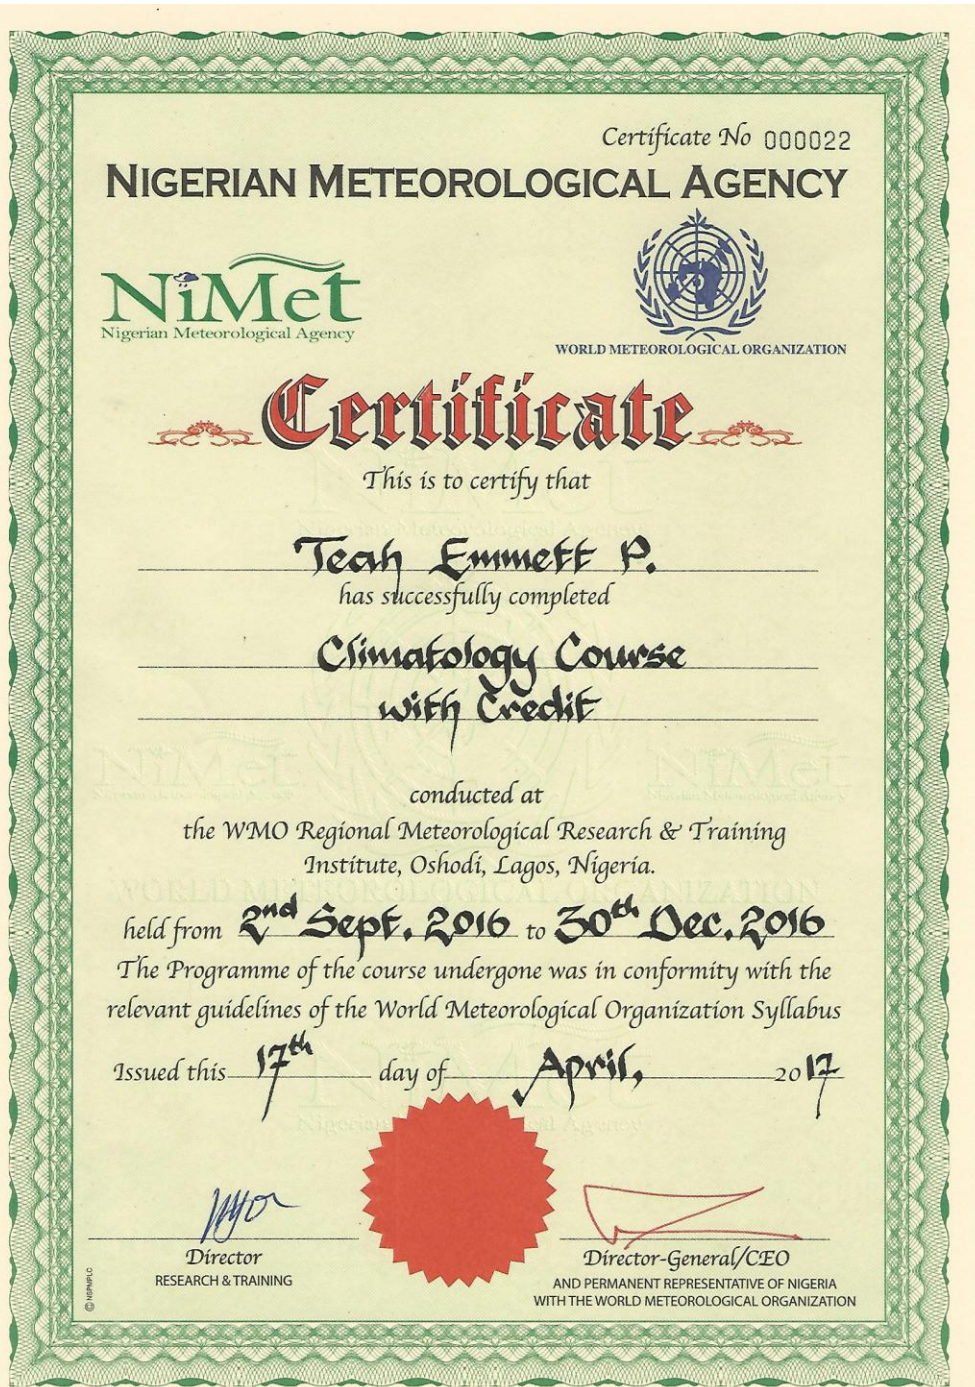 Certificate No 000022
NIGERIAN METEOROLOGICAL AGENCY
NiMet
Nigerian Meteorological Agency
WORLD METEOROLOGICAL ORGANIZATION
Certificate
This is to certify that
Teah Emmett P.
has successfully completed
Climatology Course
with Credit
conducted at
the WMO Regional Meteorological Research & Training
Institute, Oshodi, Lagos, Nigeria.
held from 2nd Sept. 2016 to 30th Dec. 2016
The Programme of the course undergone was in conformity with the
relevant guidelines of the World Meteorological Organization Syllabus
Issued this 17th day of April, 2017
Director
RESEARCH & TRAINING
Director-General/CEO
AND PERMANENT REPRESENTATIVE OF NIGERIA
WITH THE WORLD METEOROLOGICAL ORGANIZATION
© NSPMPLC